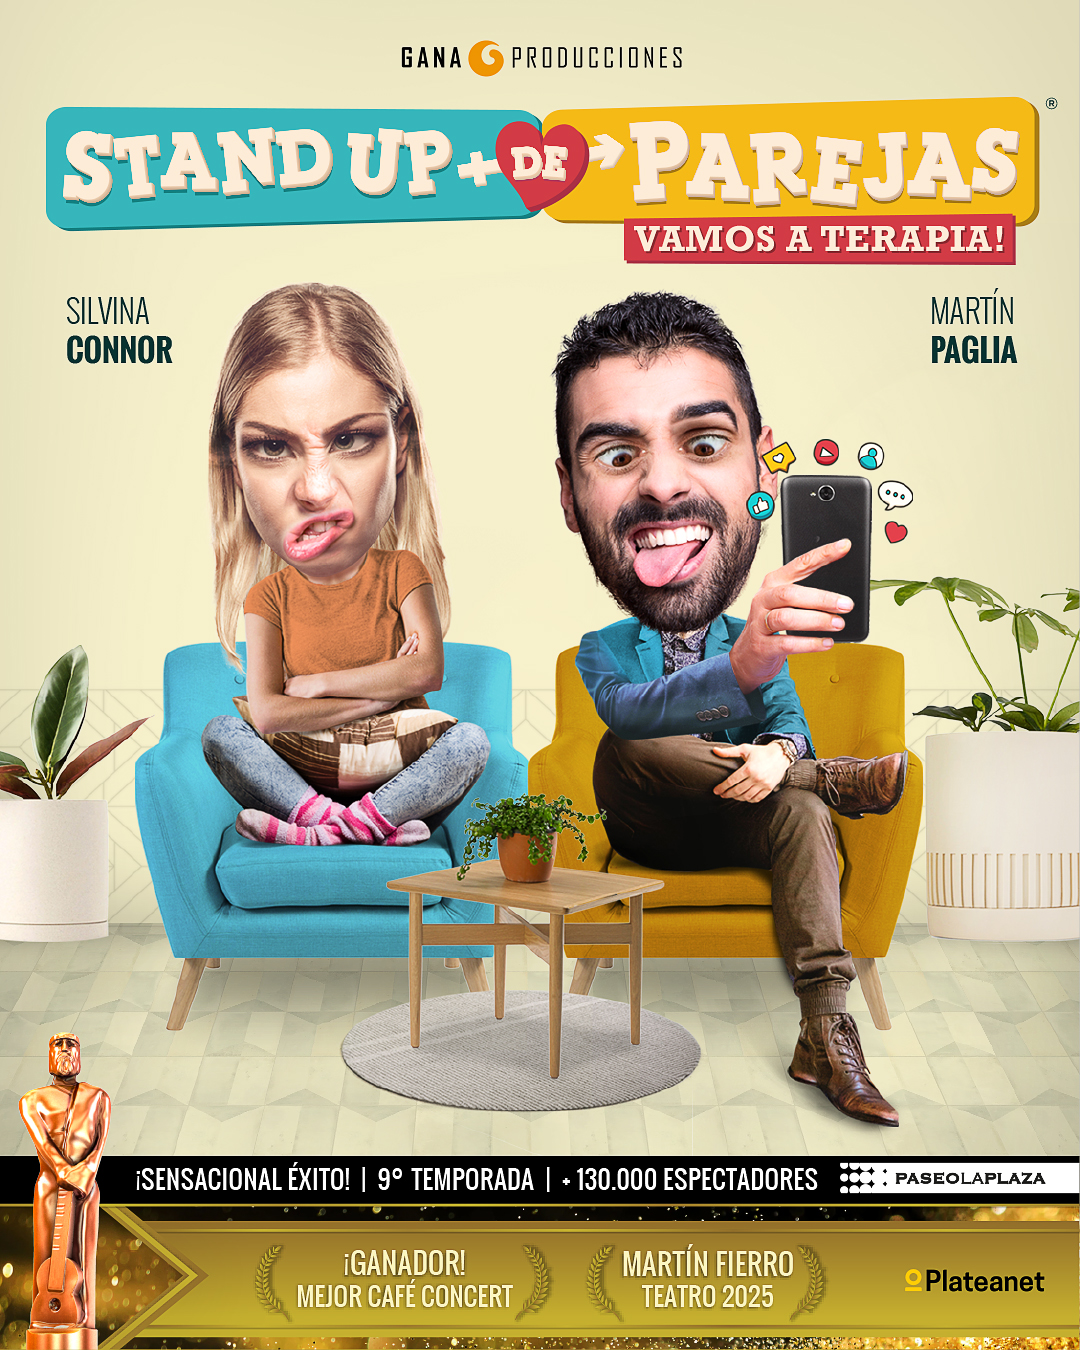 GANA PRODUCCIONES
STAND UP + DE → PAREJAS ®
VAMOS A TERAPIA!
SILVINA
CONNOR
MARTÍN
PAGLIA
¡SENSACIONAL ÉXITO! | 9° TEMPORADA | + 130.000 ESPECTADORES
PASEOLAPLAZA
¡GANADOR!
MEJOR CAFÉ CONCERT
MARTÍN FIERRO
TEATRO 2025
Plateanet